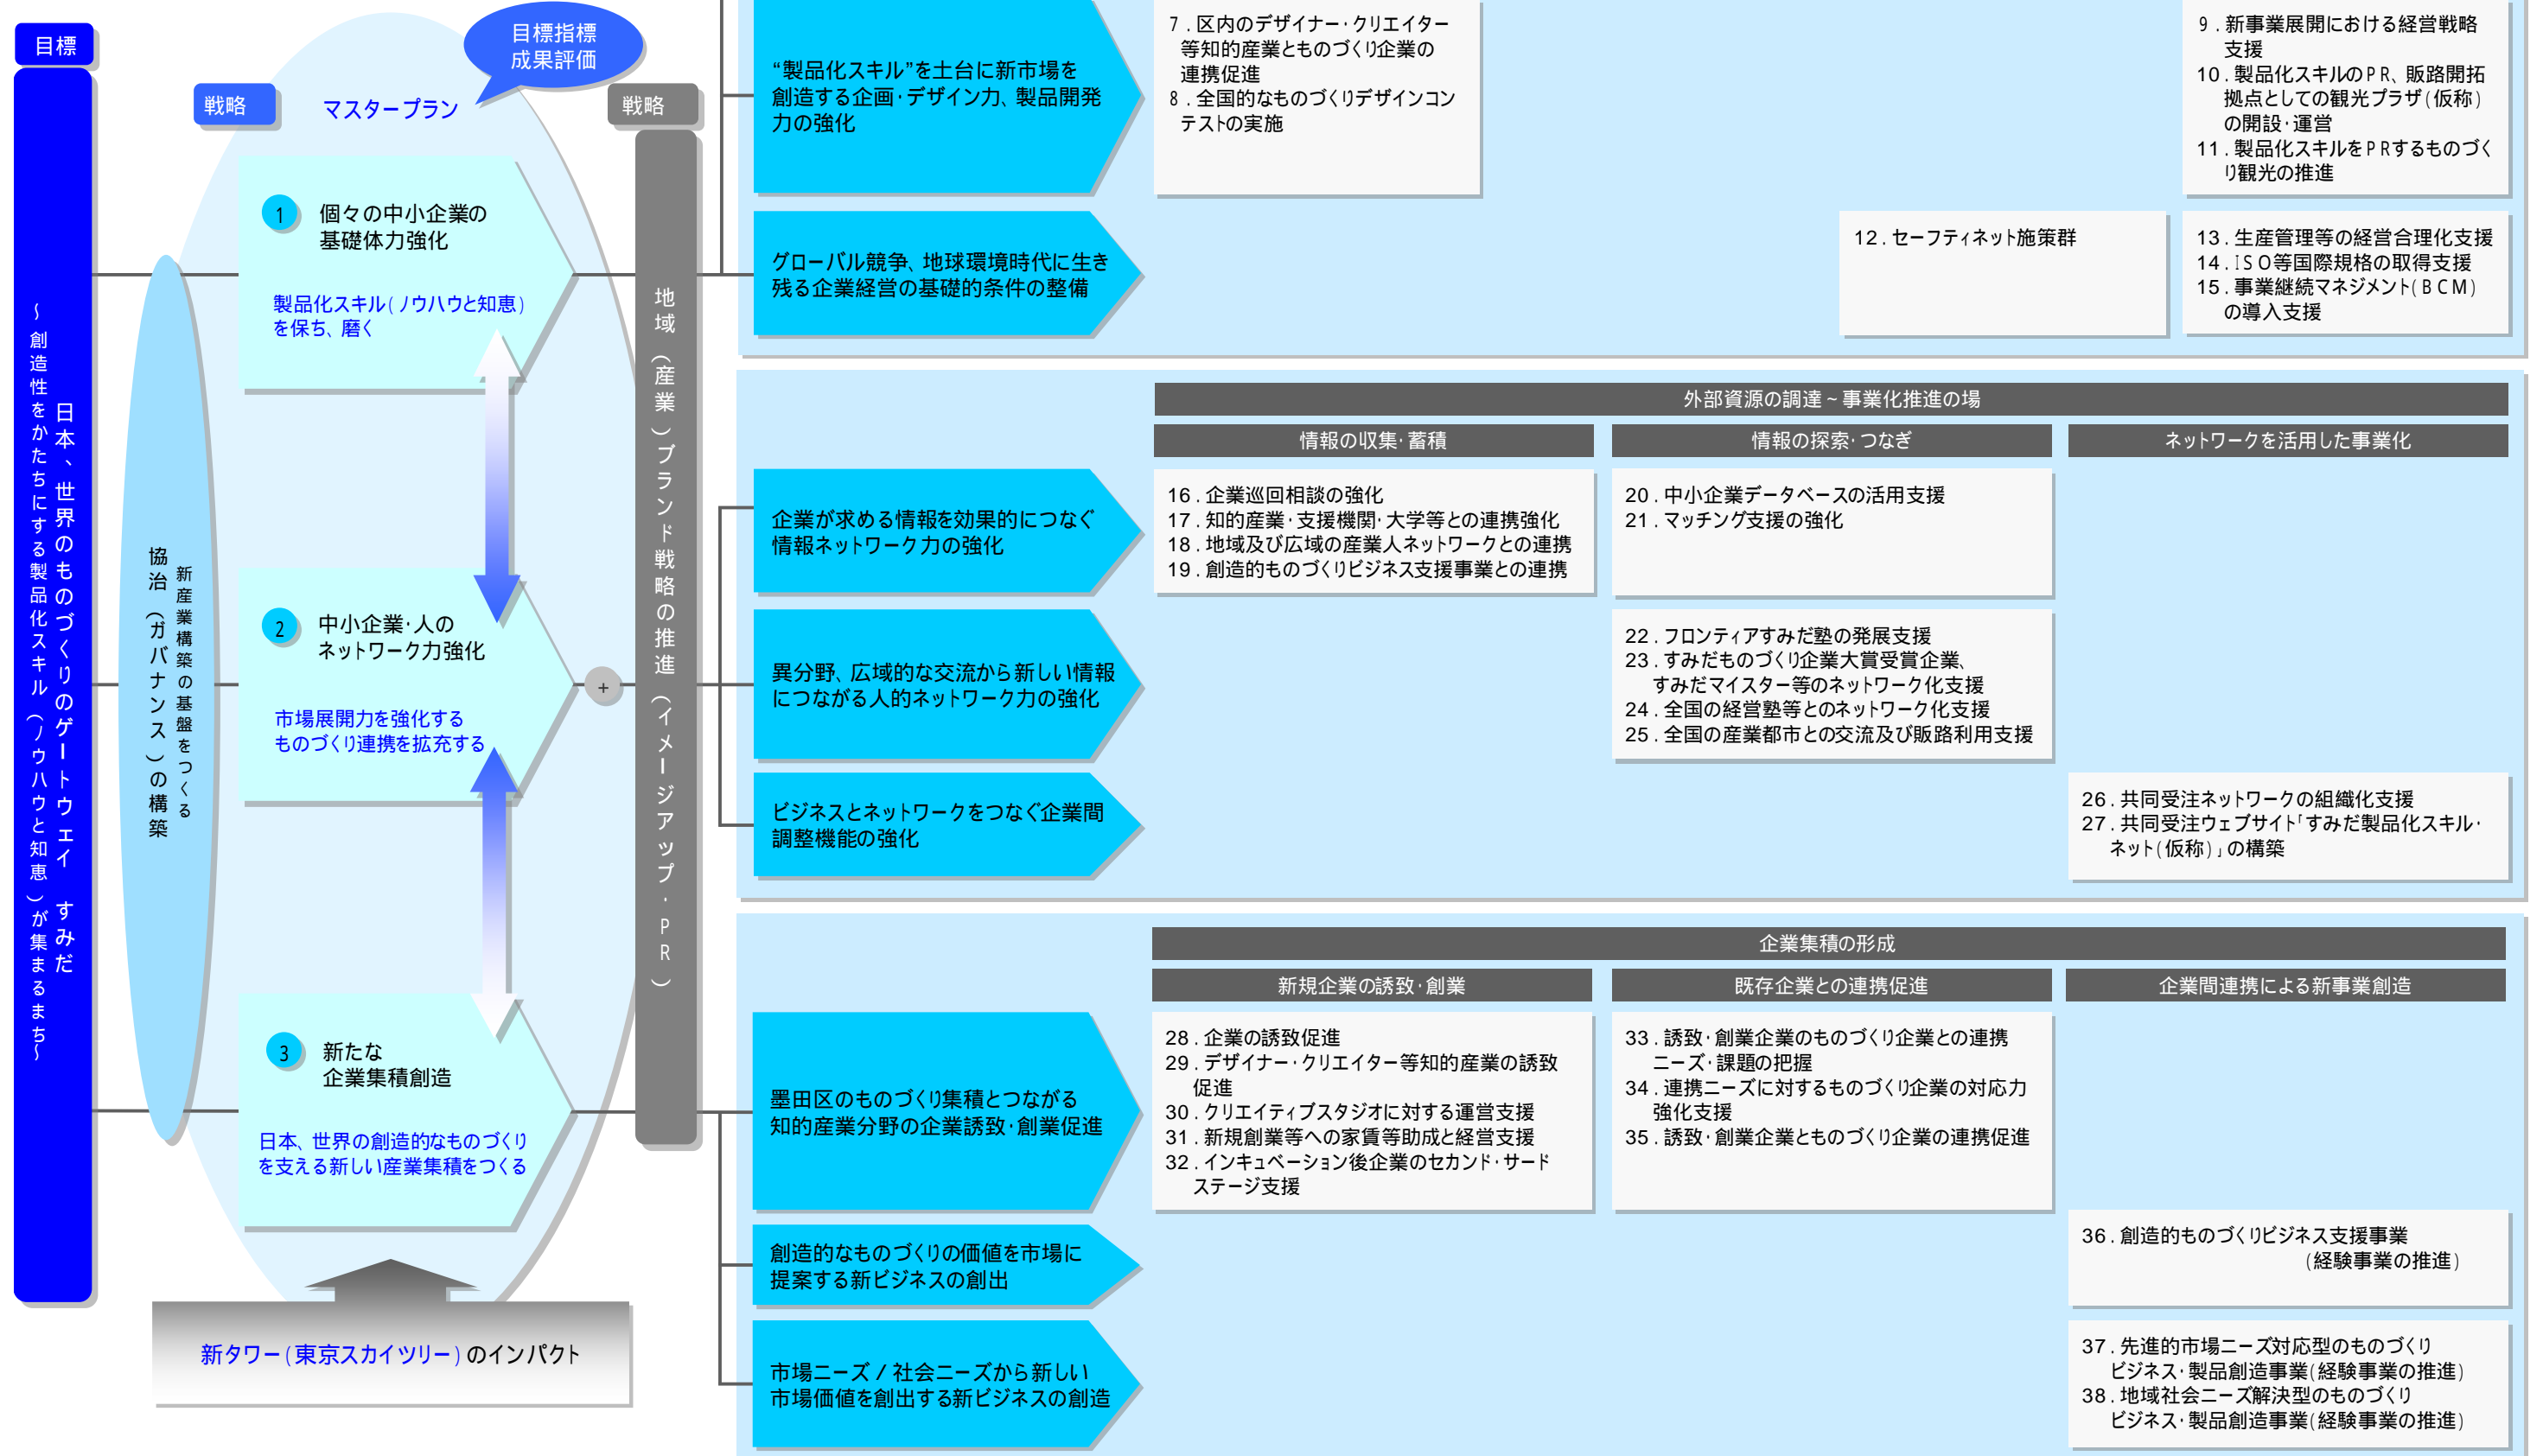 目標
～創造性をかたちにする製品化スキル（ノウハウと知恵）が集まるまち～
日本、世界のものづくりのゲートウェイ　すみだ
協治（ガバナンス）の構築
新産業構築の基盤をつくる
目標指標
成果評価
戦略
マスタープラン
1
個々の中小企業の
基礎体力強化
製品化スキル（ノウハウと知恵）
を保ち、磨く
2
中小企業・人の
ネットワーク力強化
市場展開力を強化する
ものづくり連携を拡充する
3
新たな
企業集積創造
日本、世界の創造的なものづくり
を支える新しい産業集積をつくる
新タワー（東京スカイツリー）のインパクト
+
戦略
地域（産業）ブランド戦略の推進（イメージアップ・PR）
“製品化スキル”を土台に新市場を
創造する企画・デザイン力、製品開発
力の強化
7．区内のデザイナー・クリエイター
等知的産業とものづくり企業の
連携促進
8．全国的なものづくりデザインコン
テストの実施
9．新事業展開における経営戦略
支援
10．製品化スキルのPR、販路開拓
拠点としての観光プラザ（仮称）
の開設・運営
11．製品化スキルをPRするものづく
り観光の推進
グローバル競争、地球環境時代に生き
残る企業経営の基礎的条件の整備
12．セーフティネット施策群
13．生産管理等の経営合理化支援
14．ISO等国際規格の取得支援
15．事業継続マネジメント（BCM）
の導入支援
外部資源の調達～事業化推進の場
情報の収集・蓄積
情報の探索・つなぎ
ネットワークを活用した事業化
企業が求める情報を効果的につなぐ
情報ネットワーク力の強化
16．企業巡回相談の強化
17．知的産業・支援機関・大学等との連携強化
18．地域及び広域の産業人ネットワークとの連携
19．創造的ものづくりビジネス支援事業との連携
20．中小企業データベースの活用支援
21．マッチング支援の強化
異分野、広域的な交流から新しい情報
につながる人的ネットワーク力の強化
22．フロンティアすみだ塾の発展支援
23．すみだものづくり企業大賞受賞企業、
すみだマイスター等のネットワーク化支援
24．全国の経営塾等とのネットワーク化支援
25．全国の産業都市との交流及び販路利用支援
ビジネスとネットワークをつなぐ企業間
調整機能の強化
26．共同受注ネットワークの組織化支援
27．共同受注ウェブサイト「すみだ製品化スキル・
ネット（仮称）」の構築
企業集積の形成
新規企業の誘致・創業
既存企業との連携促進
企業間連携による新事業創造
墨田区のものづくり集積とつながる
知的産業分野の企業誘致・創業促進
28．企業の誘致促進
29．デザイナー・クリエイター等知的産業の誘致
促進
30．クリエイティブスタジオに対する運営支援
31．新規創業等への家賃等助成と経営支援
32．インキュベーション後企業のセカンド・サード
ステージ支援
33．誘致・創業企業のものづくり企業との連携
ニーズ・課題の把握
34．連携ニーズに対するものづくり企業の対応力
強化支援
35．誘致・創業企業とものづくり企業の連携促進
創造的なものづくりの価値を市場に
提案する新ビジネスの創出
36．創造的ものづくりビジネス支援事業
（経験事業の推進）
市場ニーズ／社会ニーズから新しい
市場価値を創出する新ビジネスの創造
37．先進的市場ニーズ対応型のものづくり
ビジネス・製品創造事業（経験事業の推進）
38．地域社会ニーズ解決型のものづくり
ビジネス・製品創造事業（経験事業の推進）